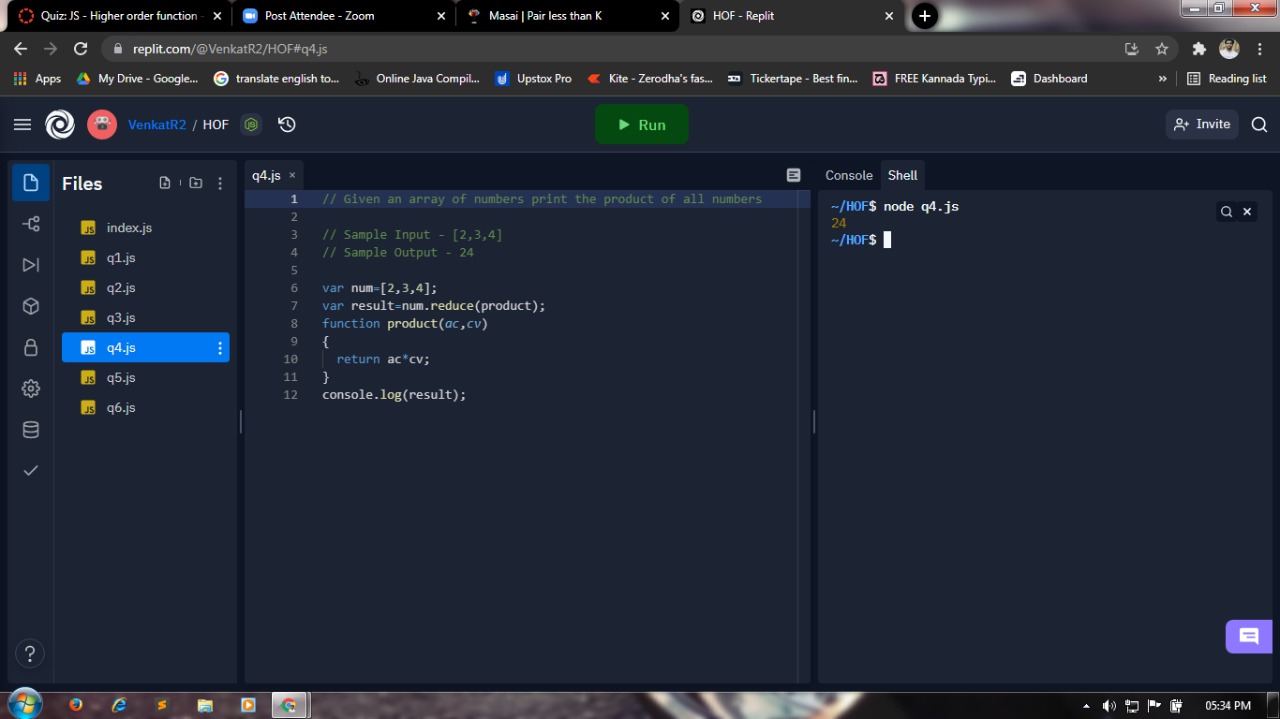 Quiz: JS - Higher order function -
Post Attendee - Zoom
Masai | Pair less than K
HOF - Replit
replit.com/@VenkatR2/HOF#q4.js
Apps
My Drive - Google...
translate english to...
Online Java Compil...
Upstox Pro
Kite - Zerodha's fas...
Tickertape - Best fin...
FREE Kannada Typi...
Dashboard
»
Reading list
VenkatR2 / HOF
Run
Invite
Files
index.js
q1.js
q2.js
q3.js
q4.js
q5.js
q6.js
q4.js
1 // Given an array of numbers print the product of all numbers
2
3 // Sample Input - [2,3,4]
4 // Sample Output - 24
5
6 var num=[2,3,4];
7 var result=num.reduce(product);
8 function product(ac,cv)
9 {
10 return ac*cv;
11 }
12 console.log(result);
Console
Shell
~/HOF$ node q4.js
24
~/HOF$
?
05:34 PM